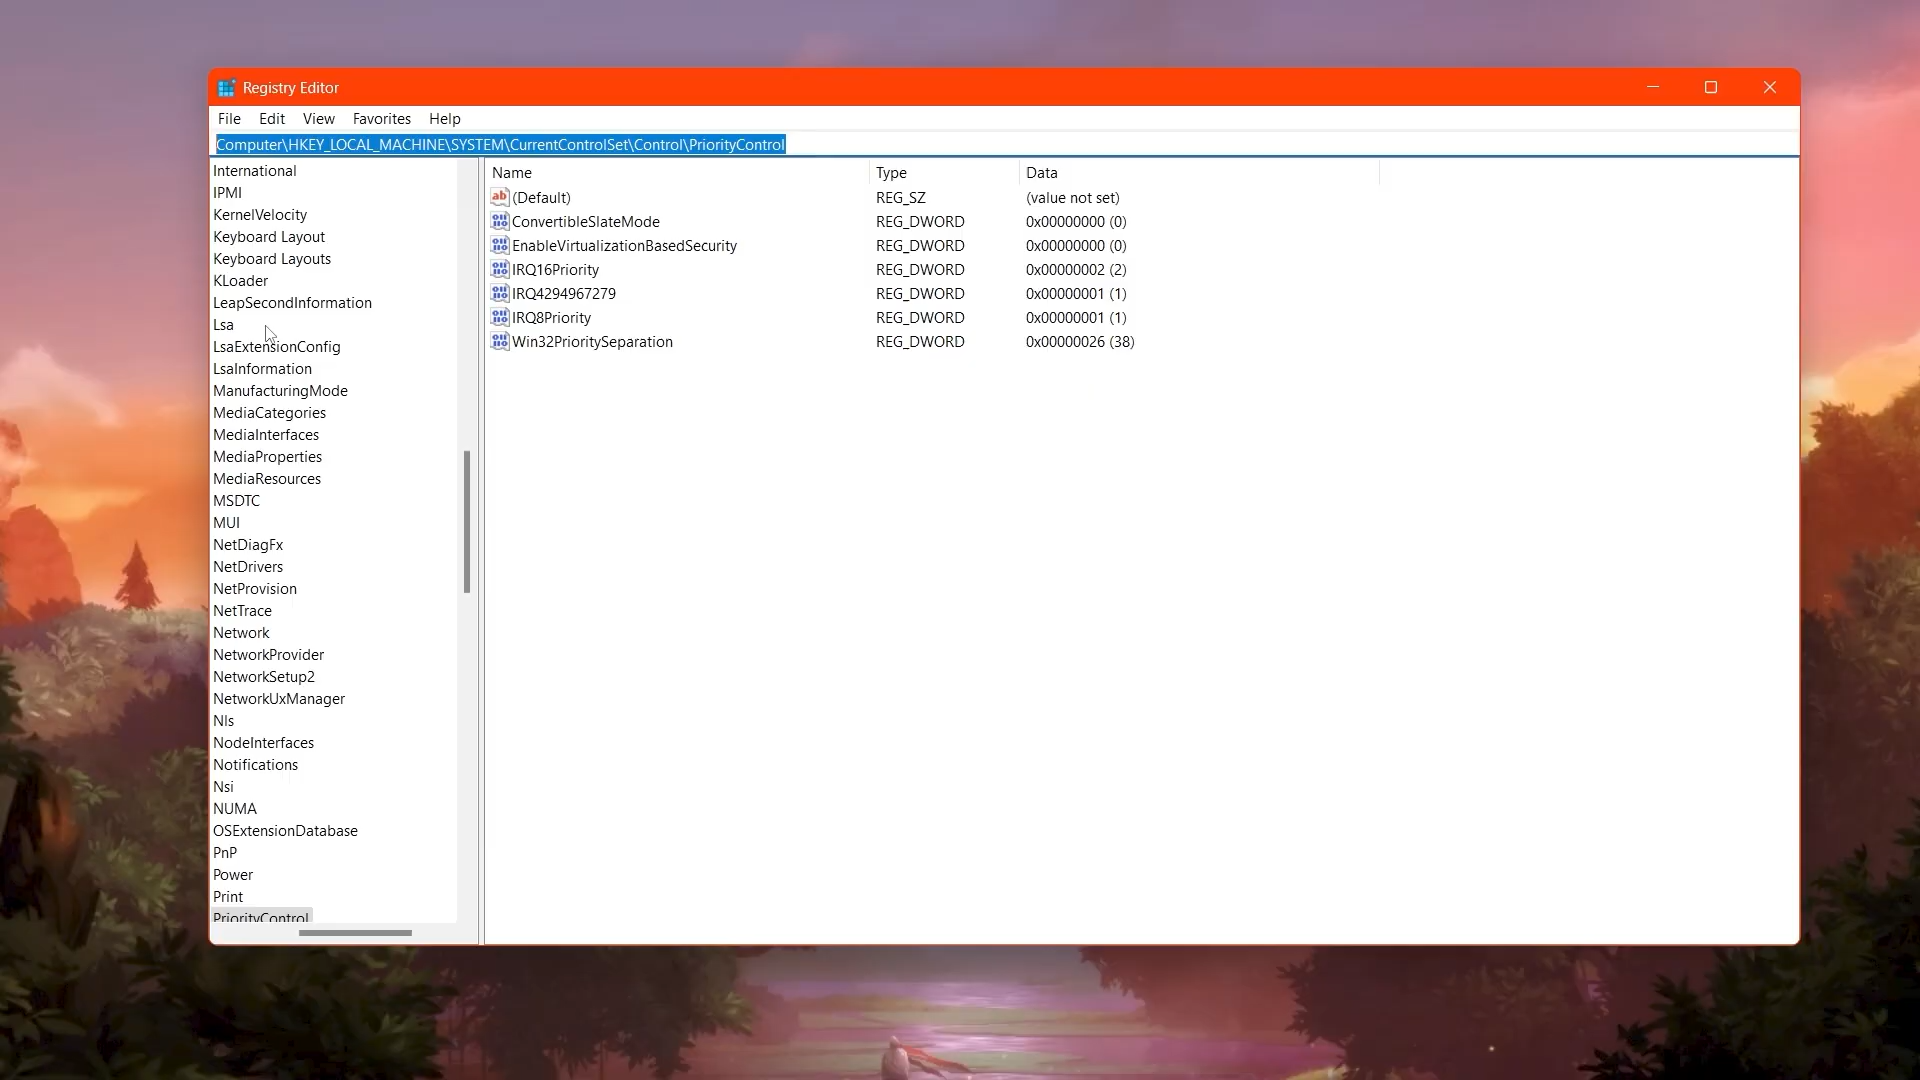 Registry Editor
File Edit View Favorites Help
Computer\HKEY_LOCAL_MACHINE\SYSTEM\CurrentControlSet\Control\PriorityControl
International
IPMI
KernelVelocity
Keyboard Layout
Keyboard Layouts
KLoader
LeapSecondInformation
Lsa
LsaExtensionConfig
LsaInformation
ManufacturingMode
MediaCategories
MediaInterfaces
MediaProperties
MediaResources
MSDTC
MUI
NetDiagFx
NetDrivers
NetProvision
NetTrace
Network
NetworkProvider
NetworkSetup2
NetworkUxManager
Nls
NodeInterfaces
Notifications
Nsi
NUMA
OSExtensionDatabase
PnP
Power
Print
PriorityControl
Name Type Data
(Default) REG_SZ (value not set)
ConvertibleSlateMode REG_DWORD 0x00000000 (0)
EnableVirtualizationBasedSecurity REG_DWORD 0x00000000 (0)
IRQ16Priority REG_DWORD 0x00000002 (2)
IRQ4294967279 REG_DWORD 0x00000001 (1)
IRQ8Priority REG_DWORD 0x00000001 (1)
Win32PrioritySeparation REG_DWORD 0x00000026 (38)